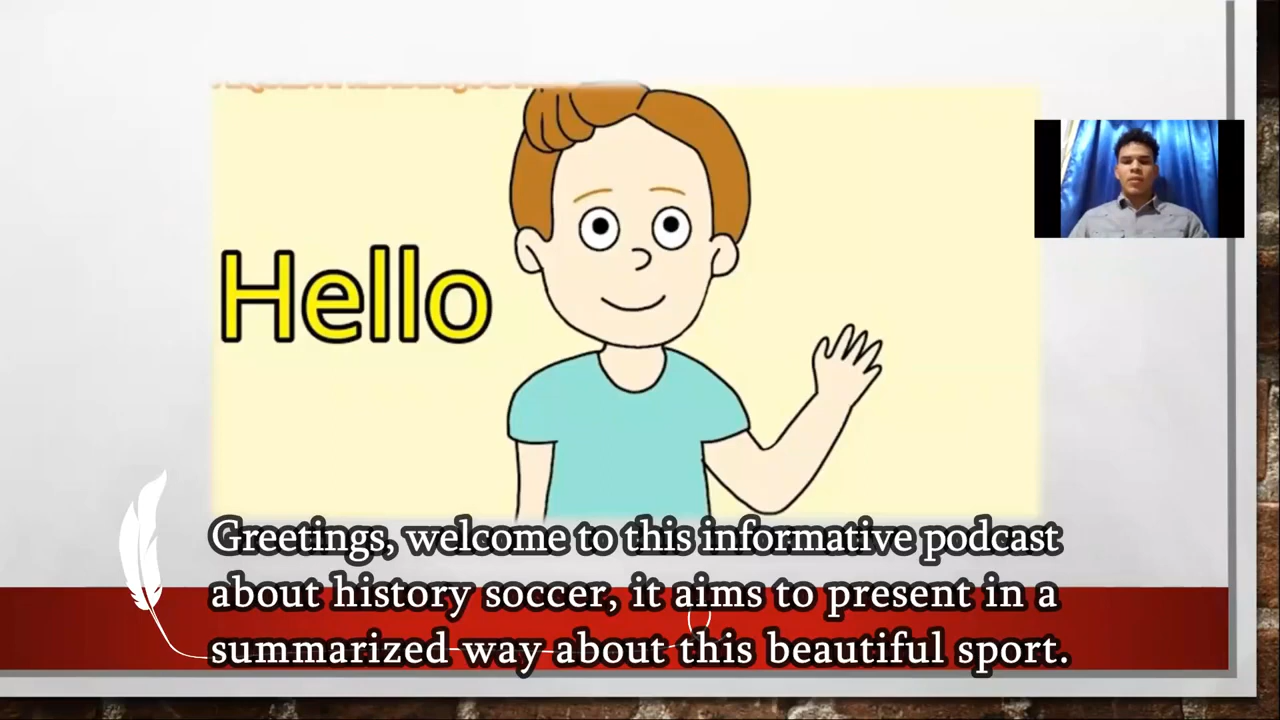 Hello
Greetings, welcome to this informative podcast
about history soccer, it aims to present in a
summarized way about this beautiful sport.